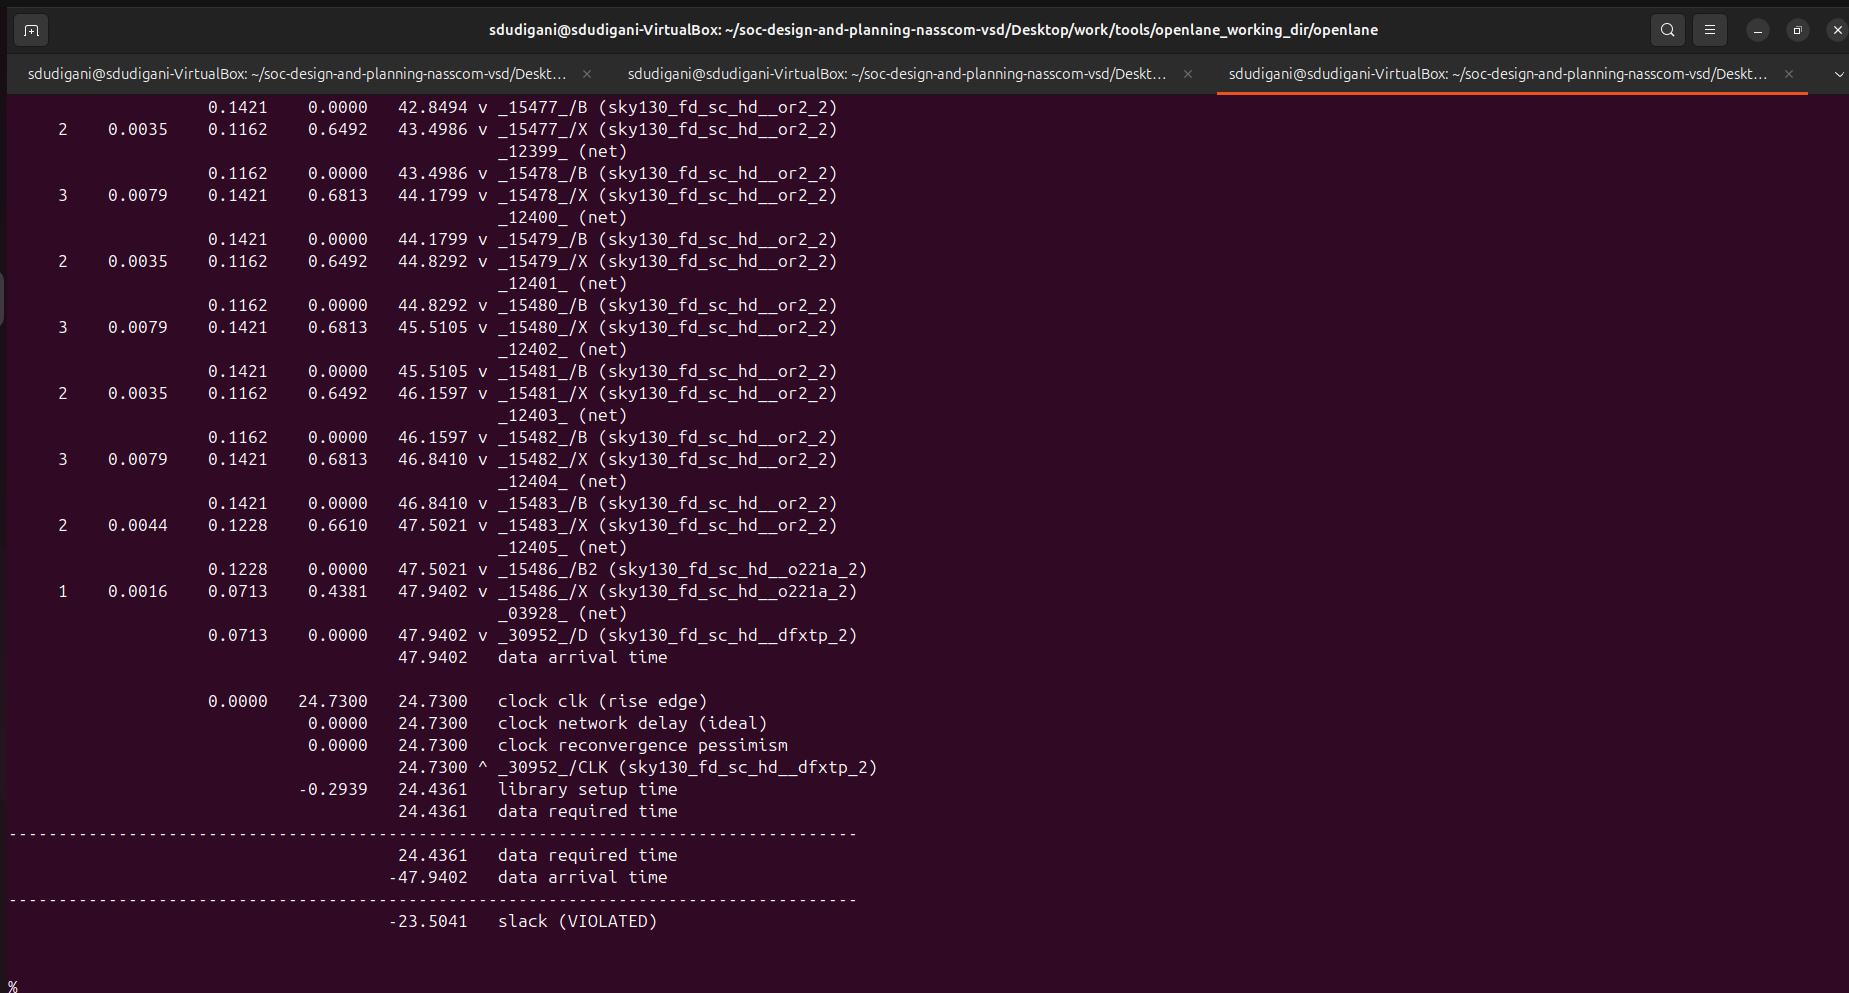 sdudigani@sdudigani-VirtualBox: ~/soc-design-and-planning-nasscom-vsd/Desktop/work/tools/openlane_working_dir/openlane
sdudigani@sdudigani-VirtualBox: ~/soc-design-and-planning-nasscom-vsd/Deskt... × sdudigani@sdudigani-VirtualBox: ~/soc-design-and-planning-nasscom-vsd/Deskt... × sdudigani@sdudigani-VirtualBox: ~/soc-design-and-planning-nasscom-vsd/Deskt... ×
0.1421 0.0000 42.8494 v _15477_/B (sky130_fd_sc_hd__or2_2)
2 0.0035 0.1162 0.6492 43.4986 v _15477_/X (sky130_fd_sc_hd__or2_2)
_12399_ (net)
0.1162 0.0000 43.4986 v _15478_/B (sky130_fd_sc_hd__or2_2)
3 0.0079 0.1421 0.6813 44.1799 v _15478_/X (sky130_fd_sc_hd__or2_2)
_12400_ (net)
0.1421 0.0000 44.1799 v _15479_/B (sky130_fd_sc_hd__or2_2)
2 0.0035 0.1162 0.6492 44.8292 v _15479_/X (sky130_fd_sc_hd__or2_2)
_12401_ (net)
0.1162 0.0000 44.8292 v _15480_/B (sky130_fd_sc_hd__or2_2)
3 0.0079 0.1421 0.6813 45.5105 v _15480_/X (sky130_fd_sc_hd__or2_2)
_12402_ (net)
0.1421 0.0000 45.5105 v _15481_/B (sky130_fd_sc_hd__or2_2)
2 0.0035 0.1162 0.6492 46.1597 v _15481_/X (sky130_fd_sc_hd__or2_2)
_12403_ (net)
0.1162 0.0000 46.1597 v _15482_/B (sky130_fd_sc_hd__or2_2)
3 0.0079 0.1421 0.6813 46.8410 v _15482_/X (sky130_fd_sc_hd__or2_2)
_12404_ (net)
0.1421 0.0000 46.8410 v _15483_/B (sky130_fd_sc_hd__or2_2)
2 0.0044 0.1228 0.6610 47.5021 v _15483_/X (sky130_fd_sc_hd__or2_2)
_12405_ (net)
0.1228 0.0000 47.5021 v _15486_/B2 (sky130_fd_sc_hd__o221a_2)
1 0.0016 0.0713 0.4381 47.9402 v _15486_/X (sky130_fd_sc_hd__o221a_2)
_03928_ (net)
0.0713 0.0000 47.9402 v _30952_/D (sky130_fd_sc_hd__dfxtp_2)
47.9402 data arrival time
0.0000 24.7300 24.7300 clock clk (rise edge)
0.0000 24.7300 clock network delay (ideal)
0.0000 24.7300 clock reconvergence pessimism
24.7300 ^ _30952_/CLK (sky130_fd_sc_hd__dfxtp_2)
-0.2939 24.4361 library setup time
24.4361 data required time
-------------------------------------------------------------------------------------
24.4361 data required time
-47.9402 data arrival time
-------------------------------------------------------------------------------------
-23.5041 slack (VIOLATED)
%